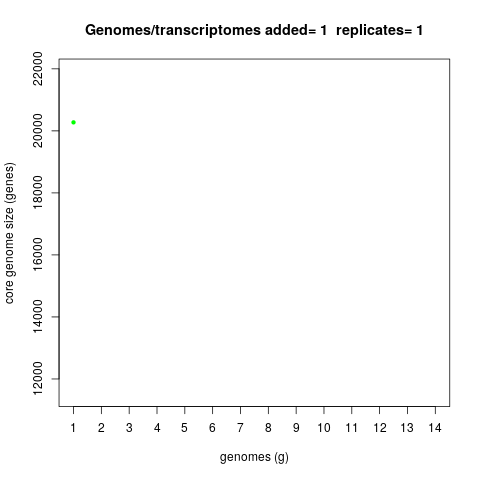 Genomes/transcriptomes added= 1  replicates= 1
core genome size (genes)
22000
20000
18000
16000
14000
12000
1 2 3 4 5 6 7 8 9 10 11 12 13 14
genomes (g)